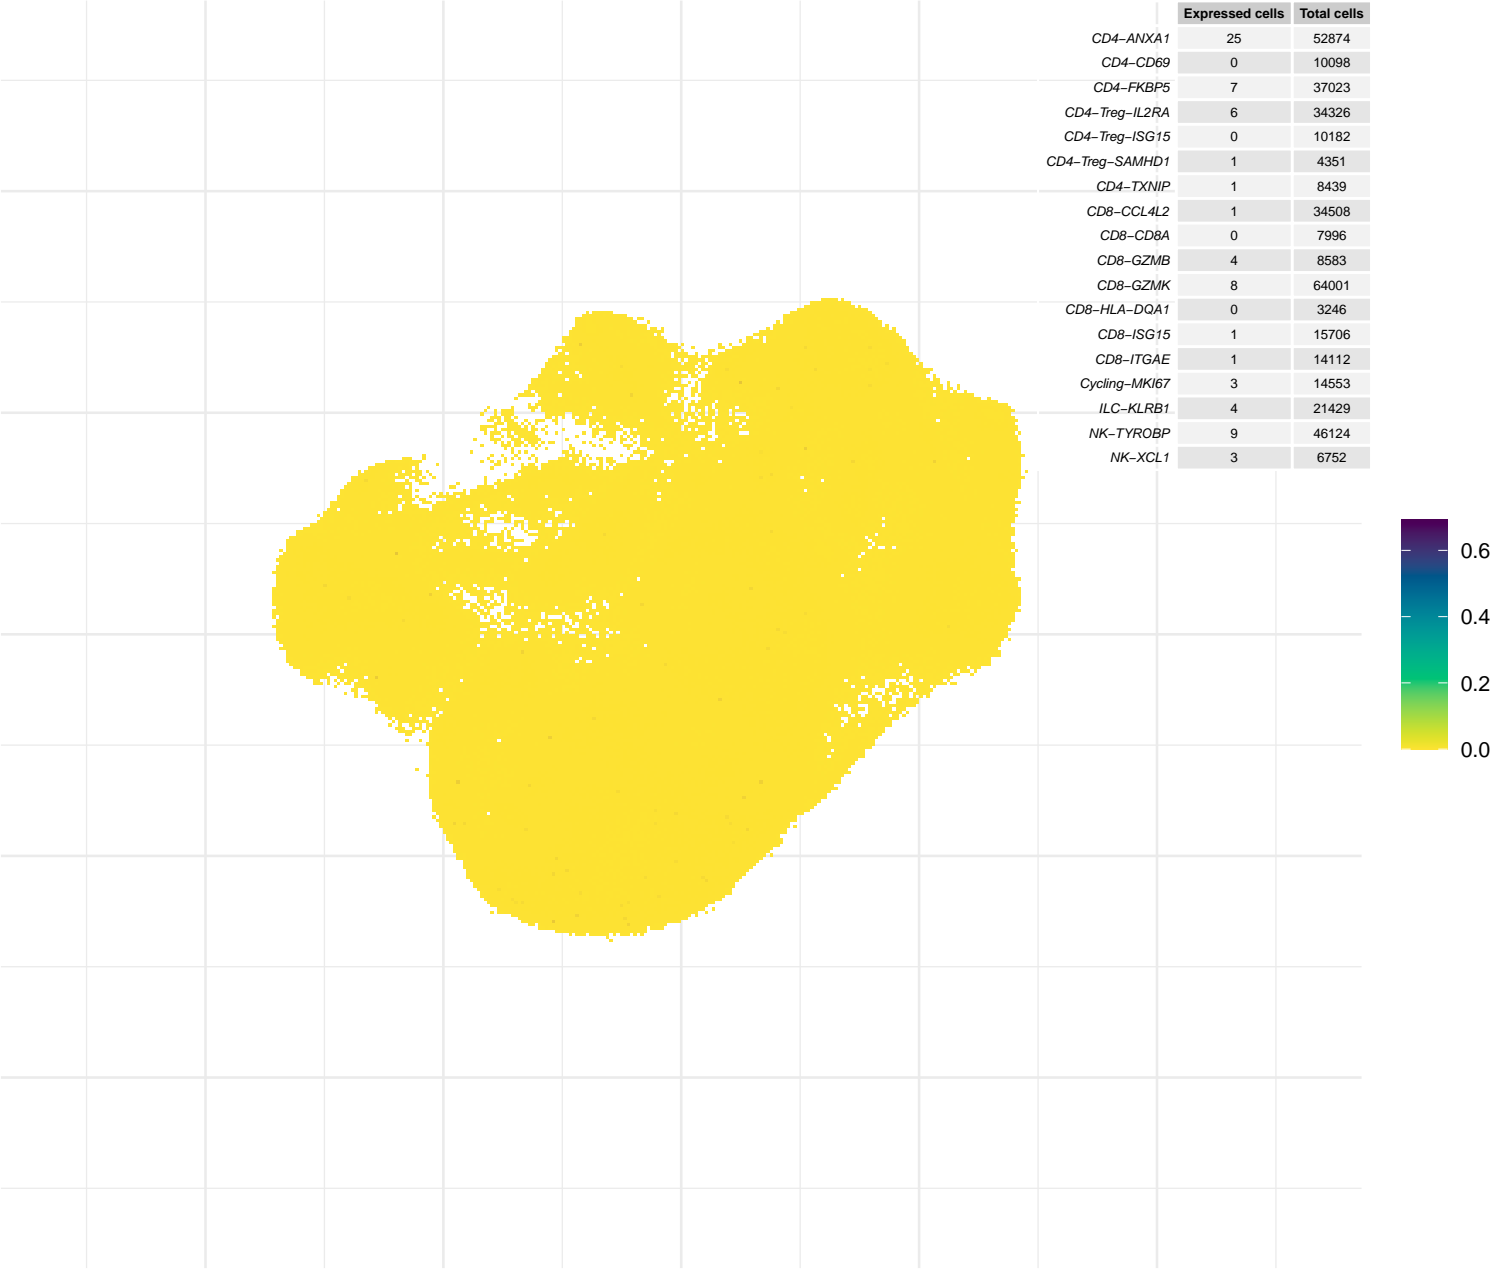 Expressed cells Total cells
CD4−ANXA1 25 52874
CD4−CD69 0 10098
CD4−FKBP5 7 37023
CD4−Treg−IL2RA 6 34326
CD4−Treg−ISG15 0 10182
CD4−Treg−SAMHD1 1 4351
CD4−TXNIP 1 8439
CD8−CCL4L2 1 34508
CD8−CD8A 0 7996
CD8−GZMB 4 8583
CD8−GZMK 8 64001
CD8−HLA−DQA1 0 3246
CD8−ISG15 1 15706
CD8−ITGAE 1 14112
Cycling−MKI67 3 14553
ILC−KLRB1 4 21429
NK−TYROBP 9 46124
NK−XCL1 3 6752
0.6
0.4
0.2
0.0